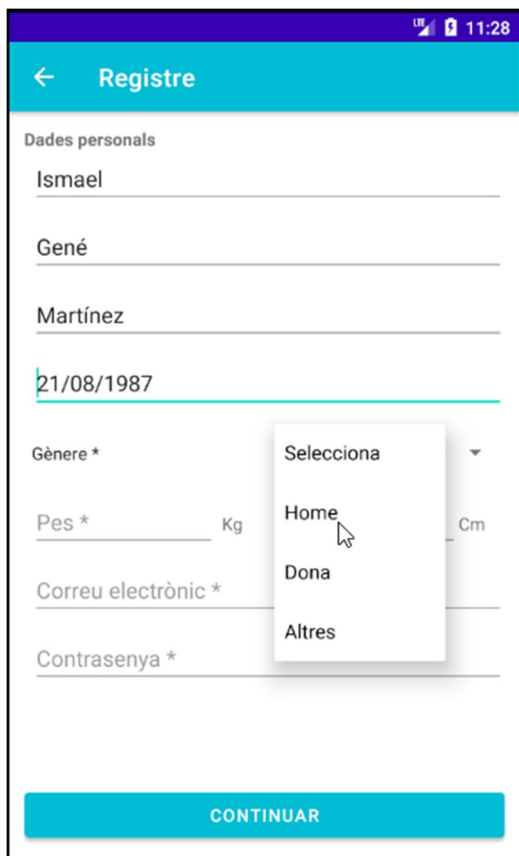 LTE 11:28
Registre
Dades personals
Ismael
Gené
Martínez
21/08/1987
Gènere * Selecciona
Home
Pes * Kg Cm
Dona
Correu electrònic *
Altres
Contrasenya *
CONTINUAR